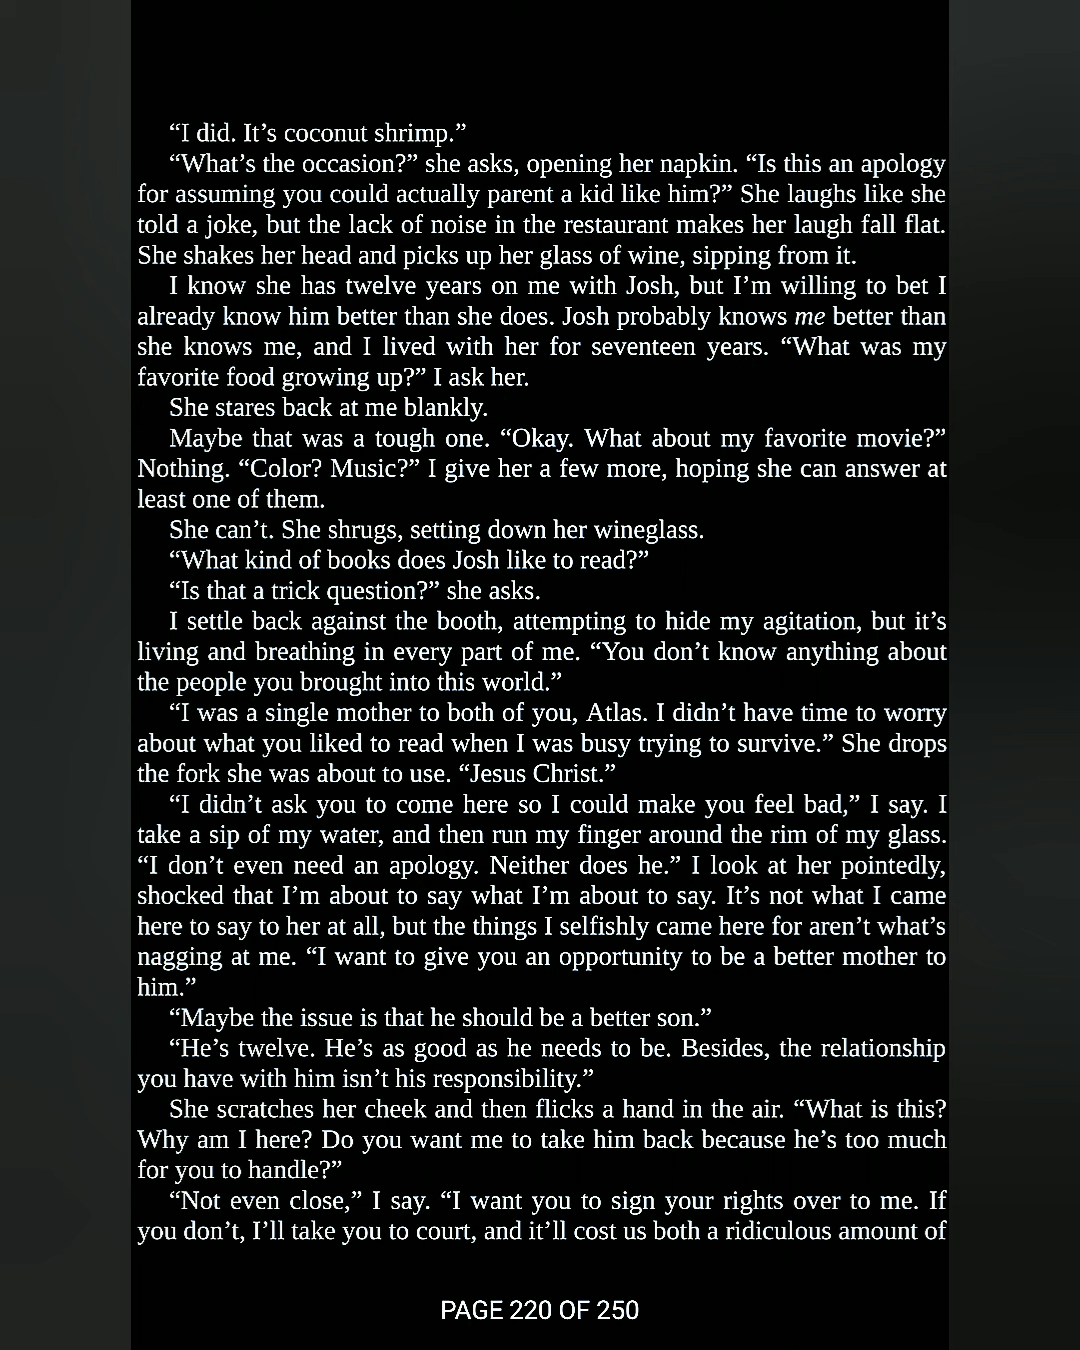 “I did. It’s coconut shrimp.”
“What’s the occasion?” she asks, opening her napkin. “Is this an apology
for assuming you could actually parent a kid like him?” She laughs like she
told a joke, but the lack of noise in the restaurant makes her laugh fall flat.
She shakes her head and picks up her glass of wine, sipping from it.
I know she has twelve years on me with Josh, but I’m willing to bet I
already know him better than she does. Josh probably knows me better than
she knows me, and I lived with her for seventeen years. “What was my
favorite food growing up?” I ask her.
She stares back at me blankly.
Maybe that was a tough one. “Okay. What about my favorite movie?”
Nothing. “Color? Music?” I give her a few more, hoping she can answer at
least one of them.
She can’t. She shrugs, setting down her wineglass.
“What kind of books does Josh like to read?”
“Is that a trick question?” she asks.
I settle back against the booth, attempting to hide my agitation, but it’s
living and breathing in every part of me. “You don’t know anything about
the people you brought into this world.”
“I was a single mother to both of you, Atlas. I didn’t have time to worry
about what you liked to read when I was busy trying to survive.” She drops
the fork she was about to use. “Jesus Christ.”
“I didn’t ask you to come here so I could make you feel bad,” I say. I
take a sip of my water, and then run my finger around the rim of my glass.
“I don’t even need an apology. Neither does he.” I look at her pointedly,
shocked that I’m about to say what I’m about to say. It’s not what I came
here to say to her at all, but the things I selfishly came here for aren’t what’s
nagging at me. “I want to give you an opportunity to be a better mother to
him.”
“Maybe the issue is that he should be a better son.”
“He’s twelve. He’s as good as he needs to be. Besides, the relationship
you have with him isn’t his responsibility.”
She scratches her cheek and then flicks a hand in the air. “What is this?
Why am I here? Do you want me to take him back because he’s too much
for you to handle?”
“Not even close,” I say. “I want you to sign your rights over to me. If
you don’t, I’ll take you to court, and it’ll cost us both a ridiculous amount of
PAGE 220 OF 250